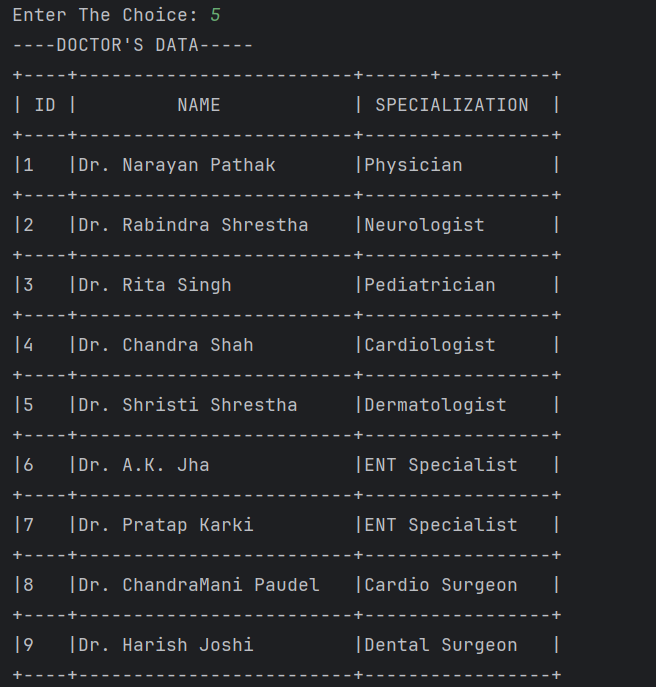 Enter The Choice: 5
----DOCTOR'S DATA-----
+----+-------------------------+------+----------+
| ID |         NAME            | SPECIALIZATION  |
+----+-------------------------+-----------------+
|1   |Dr. Narayan Pathak       |Physician        |
+----+-------------------------+-----------------+
|2   |Dr. Rabindra Shrestha    |Neurologist      |
+----+-------------------------+-----------------+
|3   |Dr. Rita Singh           |Pediatrician     |
+----+-------------------------+-----------------+
|4   |Dr. Chandra Shah         |Cardiologist     |
+----+-------------------------+-----------------+
|5   |Dr. Shristi Shrestha     |Dermatologist    |
+----+-------------------------+-----------------+
|6   |Dr. A.K. Jha             |ENT Specialist   |
+----+-------------------------+-----------------+
|7   |Dr. Pratap Karki         |ENT Specialist   |
+----+-------------------------+-----------------+
|8   |Dr. ChandraMani Paudel   |Cardio Surgeon   |
+----+-------------------------+-----------------+
|9   |Dr. Harish Joshi         |Dental Surgeon   |
+----+-------------------------+-----------------+